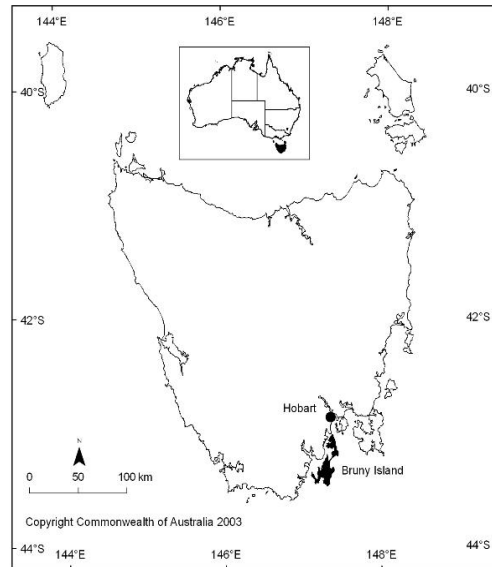 144°E 146°E 148°E
40°S 40°S
42°S 42°S
Hobart
Bruny Island
N
0 50 100 km
Copyright Commonwealth of Australia 2003
44°S 44°S
144°E 146°E 148°E